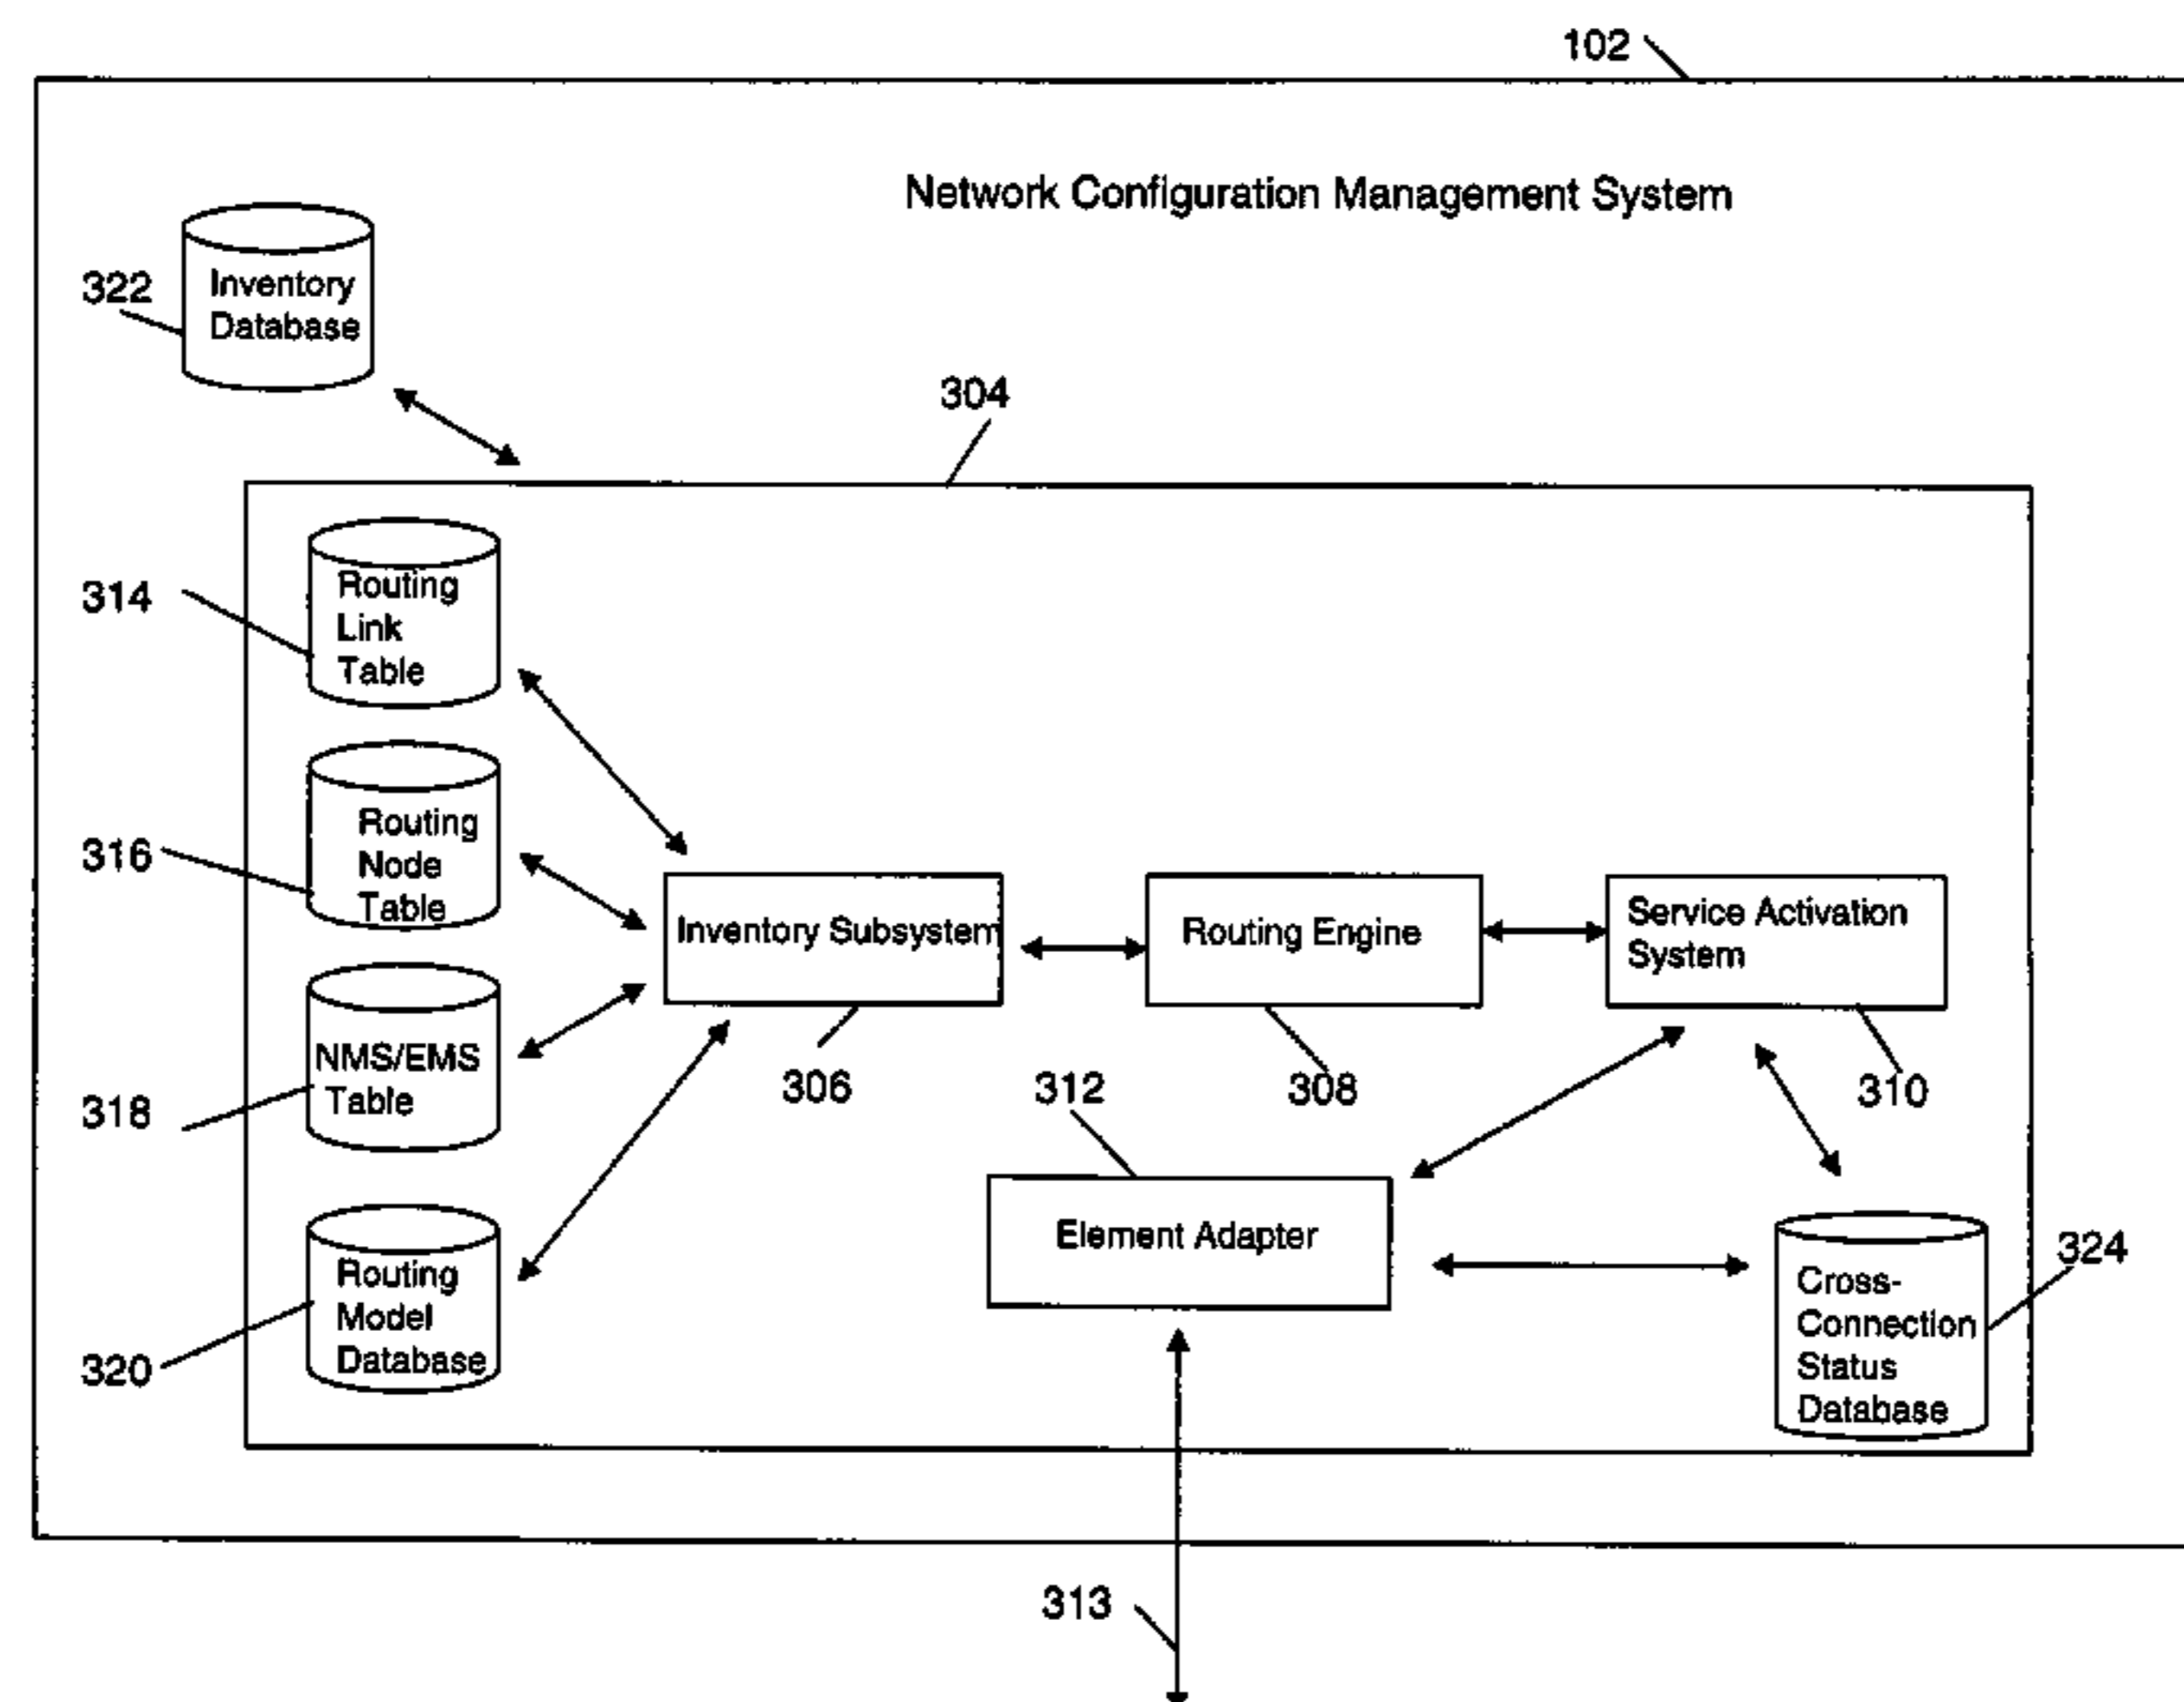 102
Network Configuration Management System
322
Inventory
Database
304
314
Routing
Link
Table
316
Routing
Node
Table
Inventory Subsystem
Routing Engine
Service Activation
System
318
NMS/EMS
Table
306
312
308
310
320
Routing
Model
Database
Element Adapter
324
Cross-
Connection
Status
Database
313